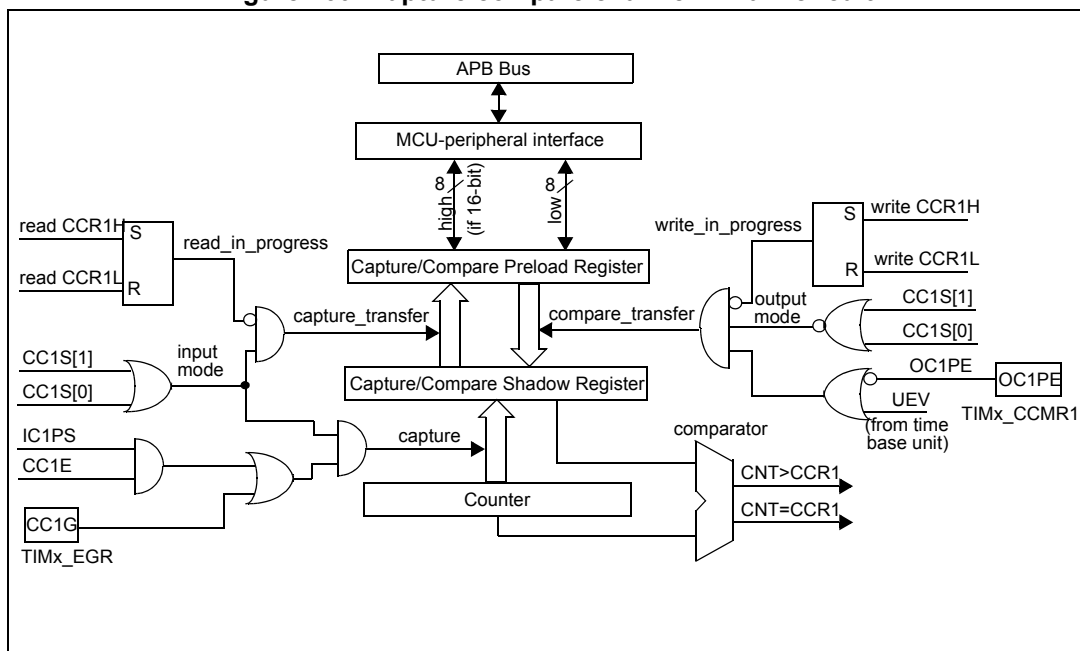 APB Bus
MCU-peripheral interface
8
high
(if 16-bit)
8
low
read CCR1H
S
read_in_progress
read CCR1L
R
write_in_progress
S
write CCR1H
R
write CCR1L
Capture/Compare Preload Register
capture_transfer
compare_transfer
output
mode
CC1S[1]
CC1S[0]
CC1S[1]
CC1S[0]
input
mode
Capture/Compare Shadow Register
OC1PE
OC1PE
UEV
(from time
base unit)
TIMx_CCMR1
IC1PS
CC1E
capture
comparator
CNT>CCR1
CNT=CCR1
Counter
CC1G
TIMx_EGR